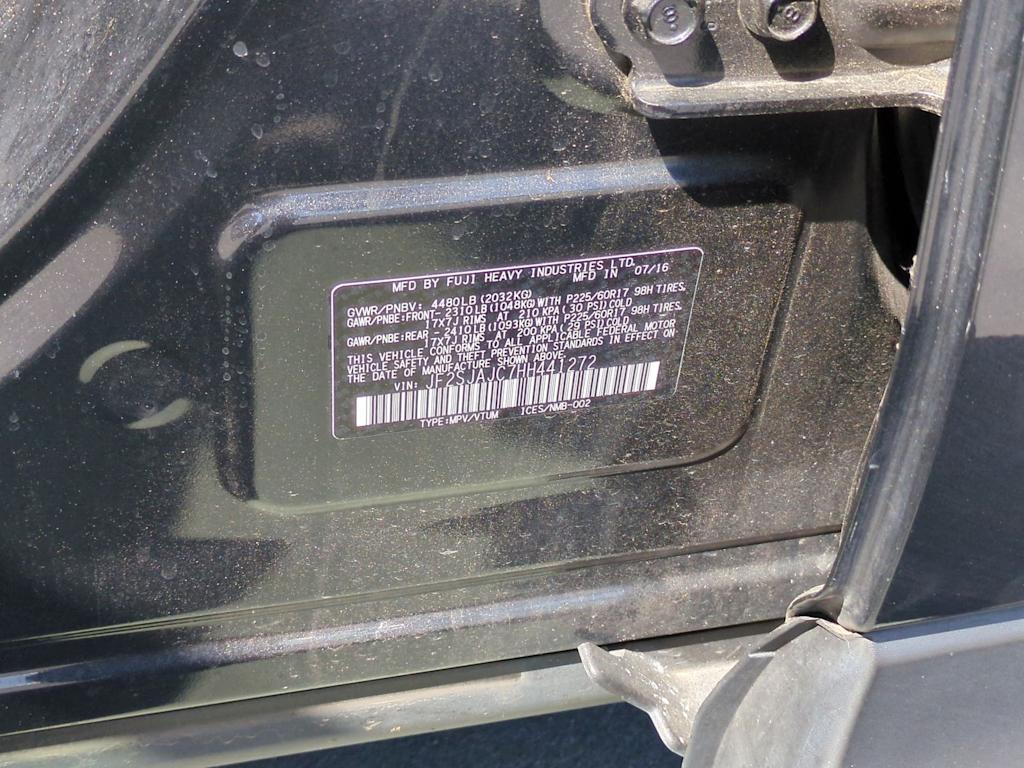 MFD BY FUJI HEAVY INDUSTRIES LTD.
MFD IN 07/16
GVWR/PNBV: 4480LB(2032KG)
GAWR/PNBE:FRONT- 2310LB(1048KG)WITH P225/60R17 98H TIRES.
17X7J RIMS AT 210 KPA(30 PSI)COLD
GAWR/PNBE:REAR - 2410LB(1093KG)WITH P225/60R17 98H TIRES.
17X7J RIMS AT 200 KPA(29 PSI)COLD
THIS VEHICLE CONFORMS TO ALL APPLICABLE FEDERAL MOTOR
VEHICLE SAFETY AND THEFT PREVENTION STANDARDS IN EFFECT ON
THE DATE OF MANUFACTURE SHOWN ABOVE.
VIN: JF2SJAJC7HH441272
TYPE:MPV/VTUM ICES/NMB-002